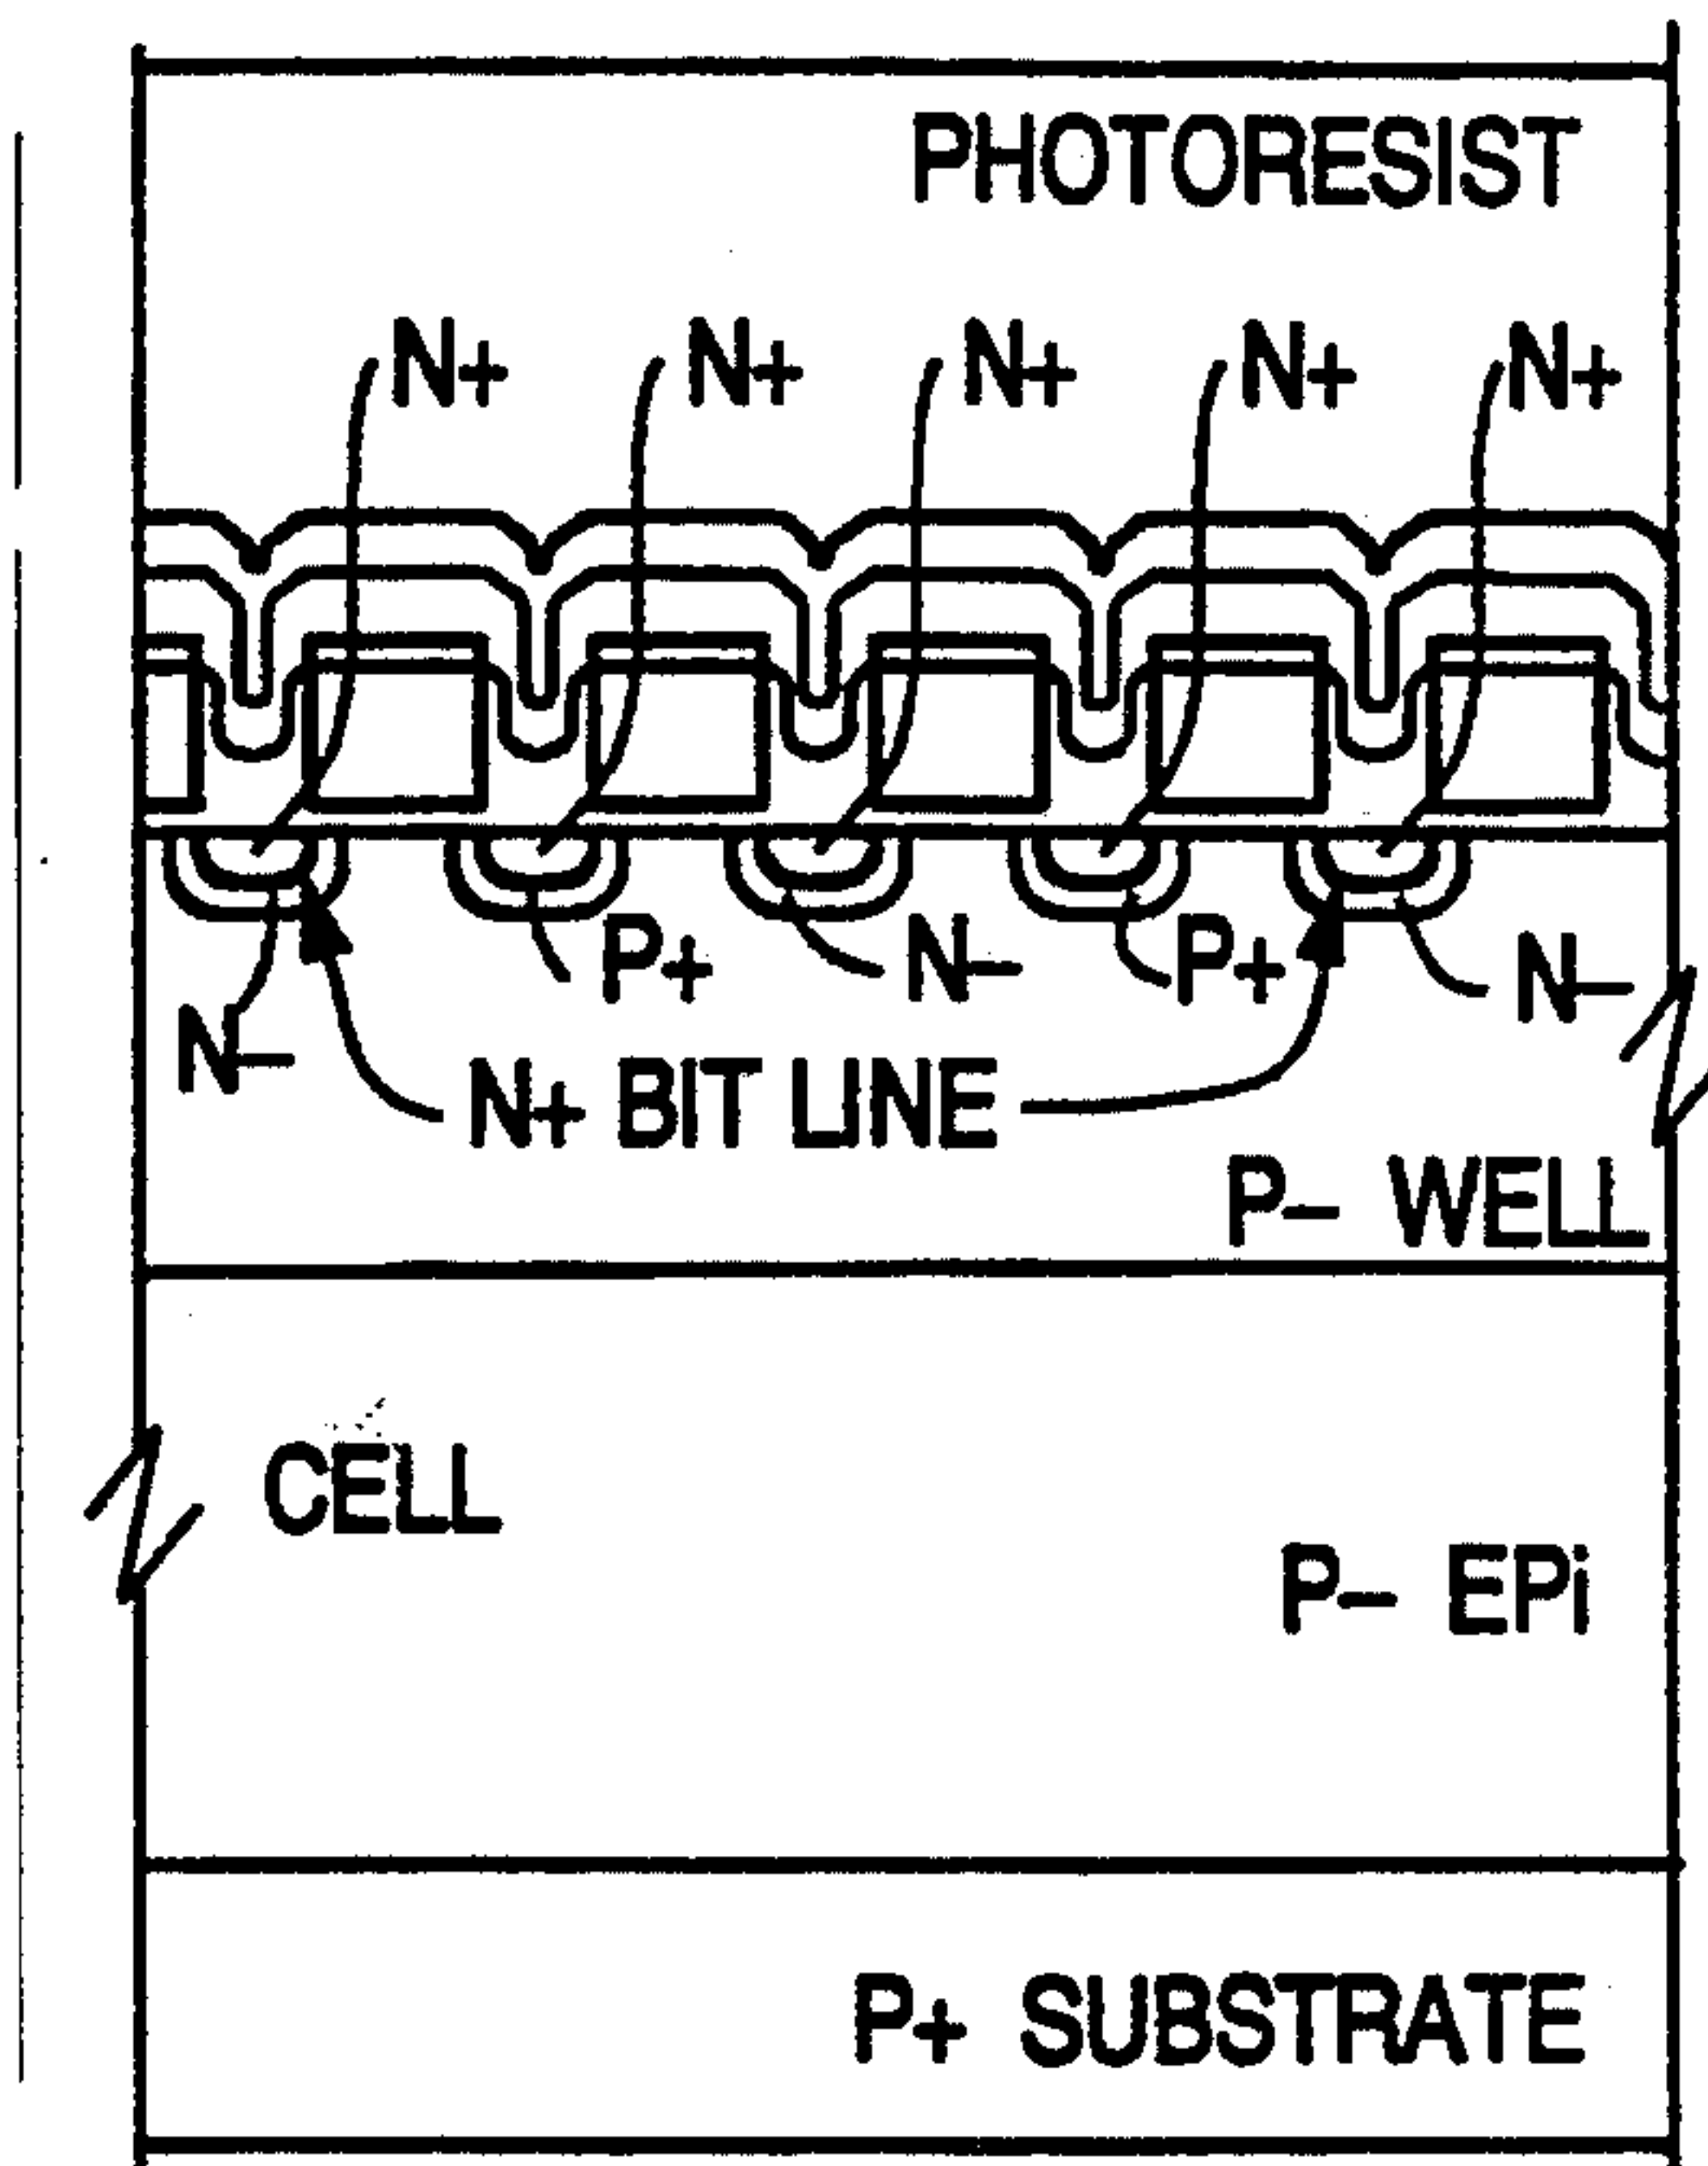 PHOTORESIST
N+ N+ N+ N+ N+
P+ N– P+ N–
N–
N+ BIT LINE
P– WELL
CELL
P– EPi
P+ SUBSTRATE